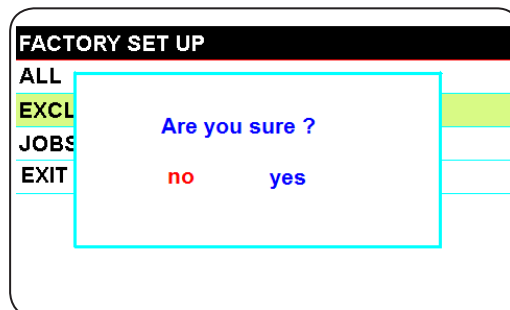 FACTORY SET UP
ALL
EXCL
JOBS
EXIT
Are you sure ?
no yes